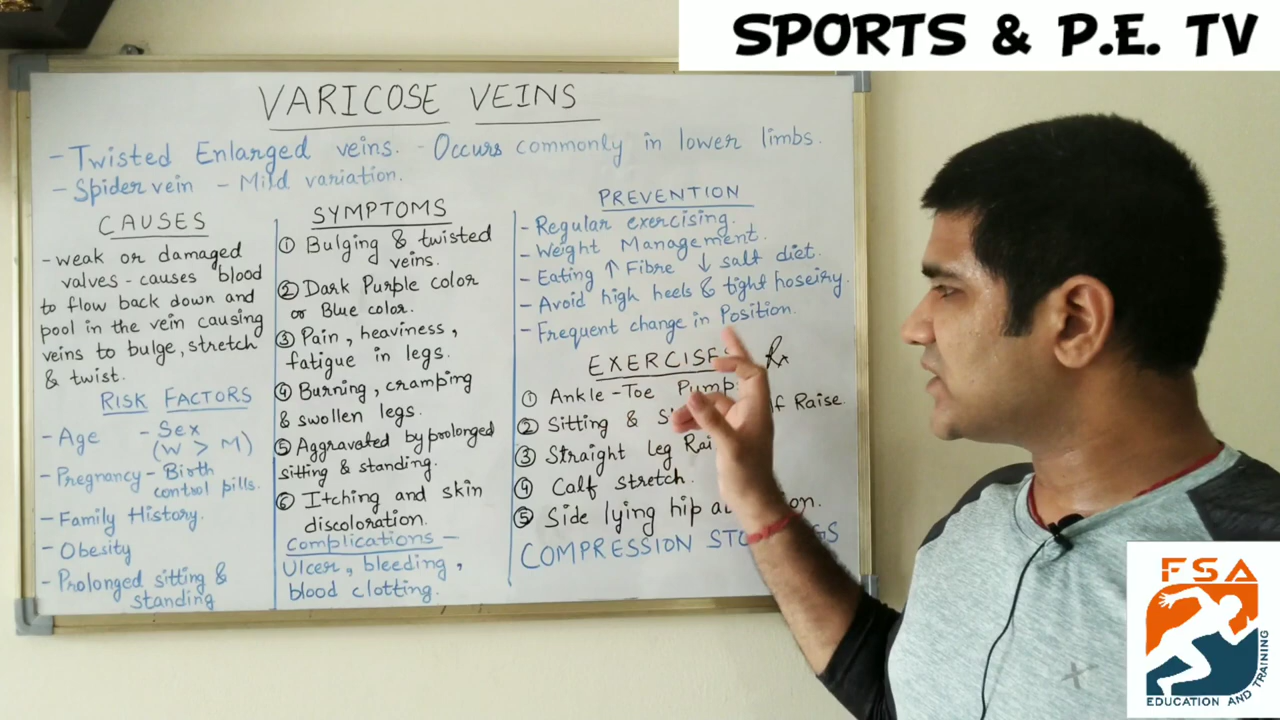 SPORTS & P.E. TV
VARICOSE VEINS
- Twisted Enlarged veins. - Occurs commonly in lower limbs.
- Spider vein - Mild variation.
CAUSES
- weak or damaged
valves - causes blood
to flow back down and
pool in the vein causing
veins to bulge, stretch
& twist.
RISK FACTORS
- Age - Sex
(W > M)
- Pregnancy - Birth
control pills.
- Family History.
- Obesity
- Prolonged sitting &
standing
SYMPTOMS
① Bulging & twisted
veins.
② Dark Purple color
or Blue color.
③ Pain, heaviness,
fatigue in legs.
④ Burning, cramping
& swollen legs.
⑤ Aggravated by prolonged
sitting & standing.
⑥ Itching and skin
discoloration.
Complications -
Ulcer, bleeding,
blood clotting.
PREVENTION
- Regular exercising.
- Weight Management.
- Eating ↑ Fibre ↓ salt diet.
- Avoid high heels & tight hoseiry.
- Frequent change in Position.
EXERCISES Rx
① Ankle - Toe Pump
② Sitting & Raise
③ Straight Leg
④ Calf stretch.
⑤ Side lying hip
COMPRESSION
FSA
EDUCATION AND TRAINING